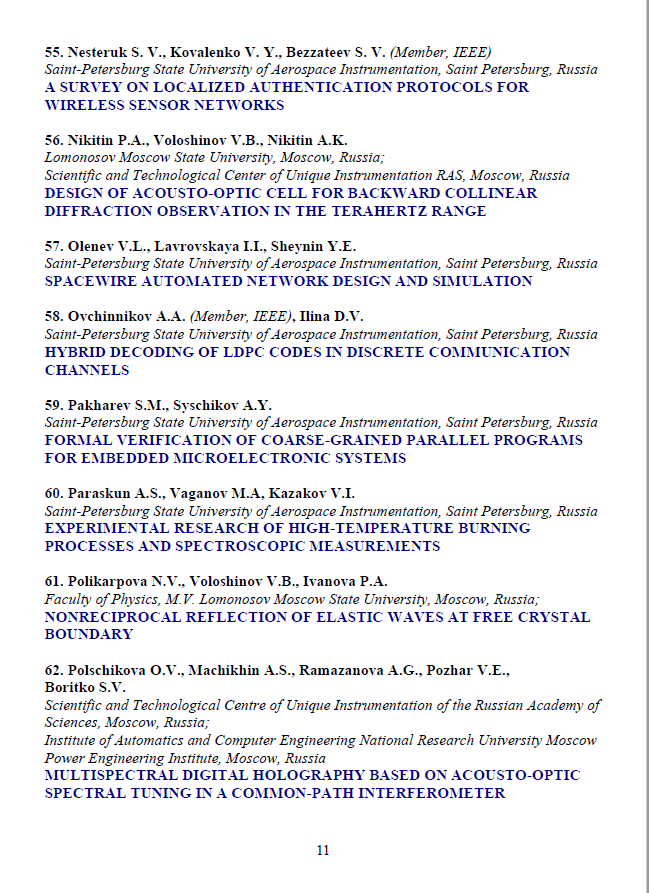 55. Nesteruk S. V., Kovalenko V. Y., Bezzateev S. V. (Member, IEEE)
Saint-Petersburg State University of Aerospace Instrumentation, Saint Petersburg, Russia
A SURVEY ON LOCALIZED AUTHENTICATION PROTOCOLS FOR
WIRELESS SENSOR NETWORKS
56. Nikitin P.A., Voloshinov V.B., Nikitin A.K.
Lomonosov Moscow State University, Moscow, Russia;
Scientific and Technological Center of Unique Instrumentation RAS, Moscow, Russia
DESIGN OF ACOUSTO-OPTIC CELL FOR BACKWARD COLLINEAR
DIFFRACTION OBSERVATION IN THE TERAHERTZ RANGE
57. Olenev V.L., Lavrovskaya I.I., Sheynin Y.E.
Saint-Petersburg State University of Aerospace Instrumentation, Saint Petersburg, Russia
SPACEWIRE AUTOMATED NETWORK DESIGN AND SIMULATION
58. Ovchinnikov A.A. (Member, IEEE), Ilina D.V.
Saint-Petersburg State University of Aerospace Instrumentation, Saint Petersburg, Russia
HYBRID DECODING OF LDPC CODES IN DISCRETE COMMUNICATION
CHANNELS
59. Pakharev S.M., Syschikov A.Y.
Saint-Petersburg State University of Aerospace Instrumentation, Saint Petersburg, Russia
FORMAL VERIFICATION OF COARSE-GRAINED PARALLEL PROGRAMS
FOR EMBEDDED MICROELECTRONIC SYSTEMS
60. Paraskun A.S., Vaganov M.A, Kazakov V.I.
Saint-Petersburg State University of Aerospace Instrumentation, Saint Petersburg, Russia
EXPERIMENTAL RESEARCH OF HIGH-TEMPERATURE BURNING
PROCESSES AND SPECTROSCOPIC MEASUREMENTS
61. Polikarpova N.V., Voloshinov V.B., Ivanova P.A.
Faculty of Physics, M.V. Lomonosov Moscow State University, Moscow, Russia;
NONRECIPROCAL REFLECTION OF ELASTIC WAVES AT FREE CRYSTAL
BOUNDARY
62. Polschikova O.V., Machikhin A.S., Ramazanova A.G., Pozhar V.E.,
Boritko S.V.
Scientific and Technological Centre of Unique Instrumentation of the Russian Academy of
Sciences, Moscow, Russia;
Institute of Automatics and Computer Engineering National Research University Moscow
Power Engineering Institute, Moscow, Russia
MULTISPECTRAL DIGITAL HOLOGRAPHY BASED ON ACOUSTO-OPTIC
SPECTRAL TUNING IN A COMMON-PATH INTERFEROMETER
11